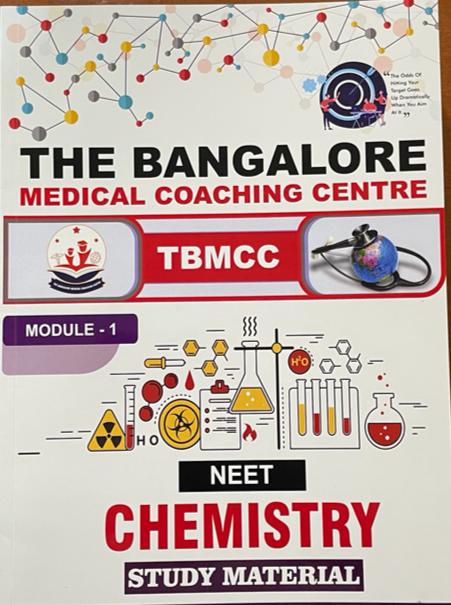 "The Odds Of
Hitting Your
Target Goes
Up Dramatically
When You Aim
At It."
THE BANGALORE
MEDICAL COACHING CENTRE
TBMCC
MODULE - 1
H2O
H O
NEET
CHEMISTRY
STUDY MATERIAL